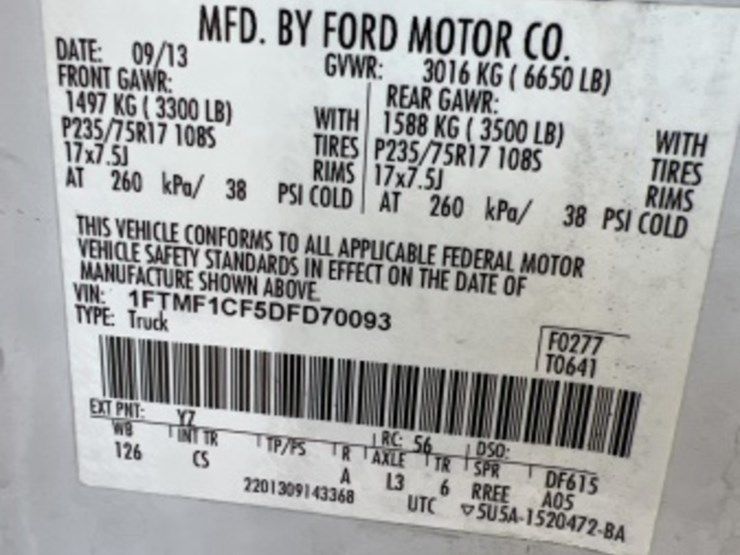 MFD. BY FORD MOTOR CO.
DATE: 09/13 GVWR: 3016 KG ( 6650 LB)
FRONT GAWR: REAR GAWR:
1497 KG ( 3300 LB) WITH 1588 KG ( 3500 LB) WITH
P235/75R17 108S TIRES P235/75R17 108S TIRES
17x7.5J RIMS 17x7.5J RIMS
AT 260 kPa/ 38 PSI COLD AT 260 kPa/ 38 PSI COLD
THIS VEHICLE CONFORMS TO ALL APPLICABLE FEDERAL MOTOR
VEHICLE SAFETY STANDARDS IN EFFECT ON THE DATE OF
MANUFACTURE SHOWN ABOVE.
VIN: 1FTMF1CF5DFD70093
TYPE: Truck
F0277
T0641
EXT PNT: YZ RC: 56 DSO:
WB INT TR TP/PS R AXLE TR SPR DF615
126 CS A L3 6 RREE A05
2201309143368 UTC ▽5U5A-1520472-BA